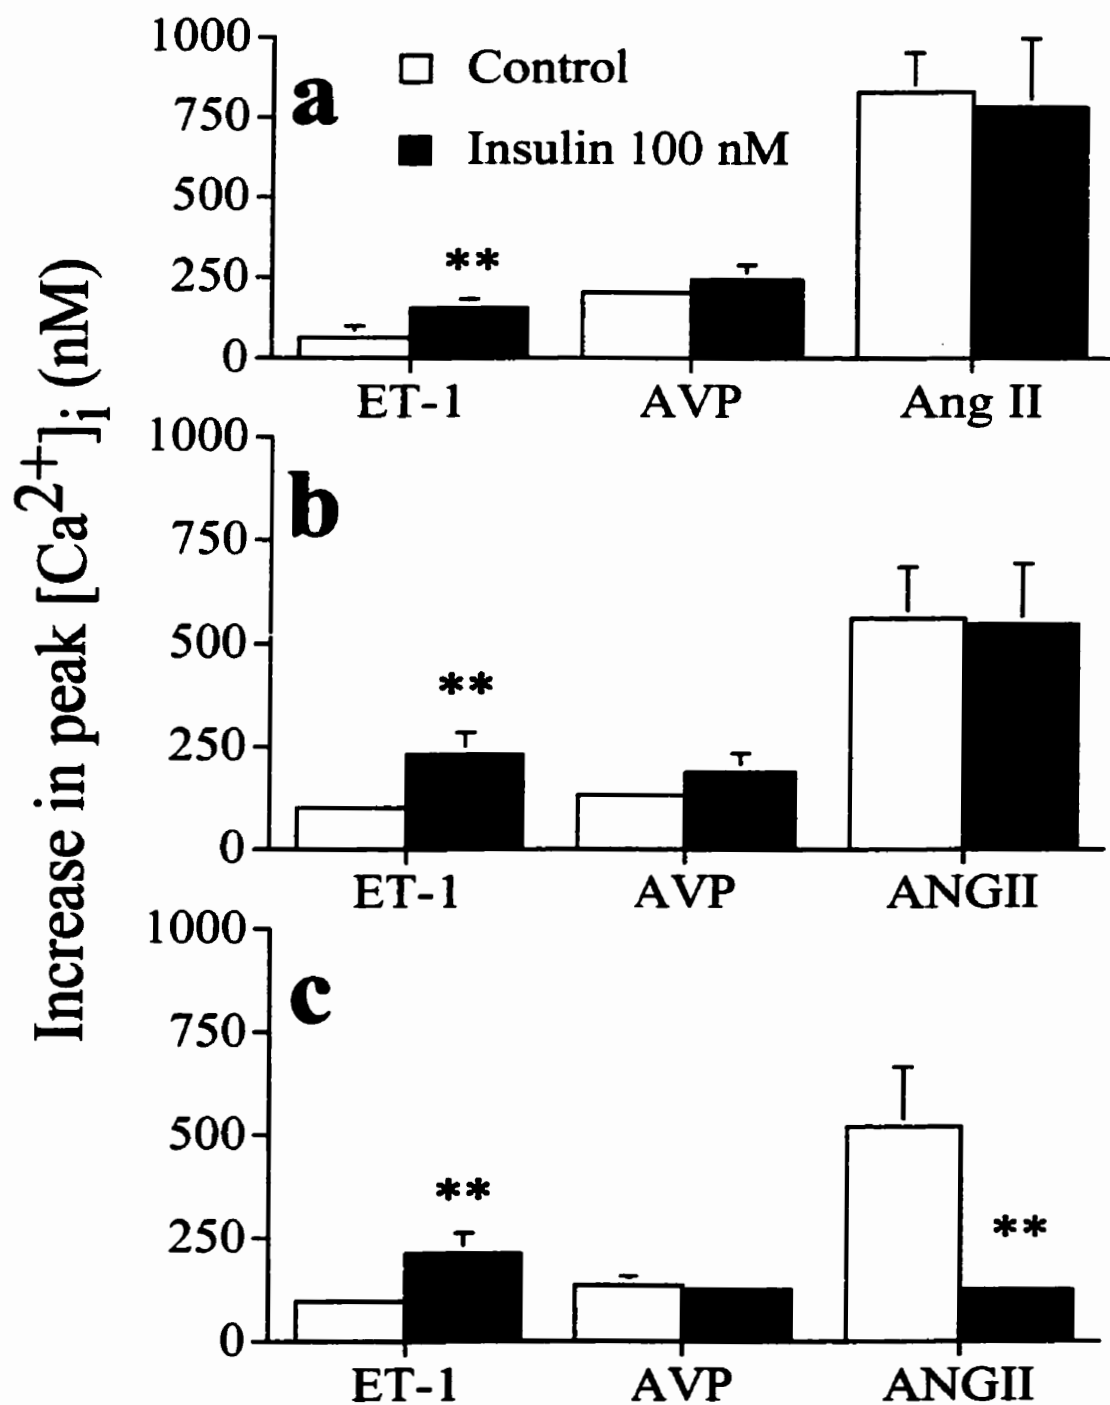 Increase in peak [Ca2+]i (nM)
a
Control
Insulin 100 nM
1000
750
500
250
0
**
ET-1 AVP Ang II
b
1000
750
500
250
0
**
ET-1 AVP ANGII
c
1000
750
500
250
0
**
**
ET-1 AVP ANGII